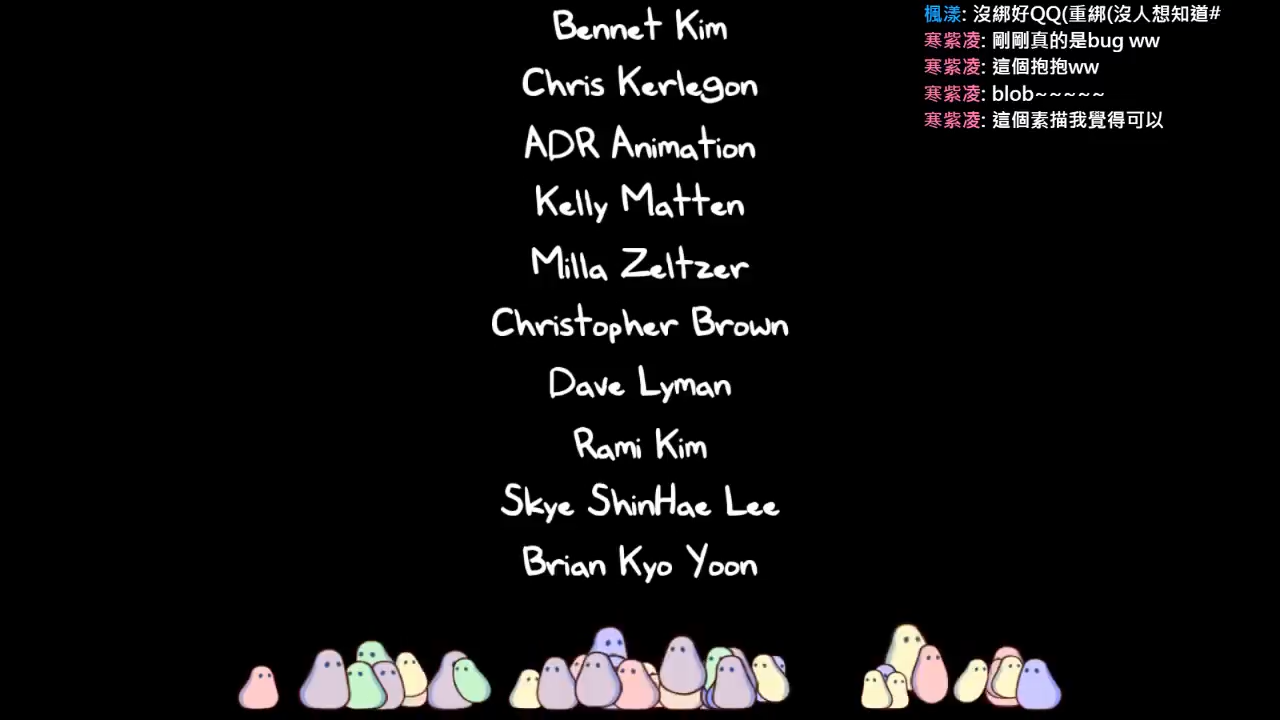 Bennet Kim
Chris Kerlegon
ADR Animation
Kelly Matten
Milla Zeltzer
Christopher Brown
Dave Lyman
Rami Kim
Skye ShinHae Lee
Brian Kyo Yoon
楓漾: 沒綁好QQ(重綁(沒人想知道#
寒紫凌: 剛剛真的是bug ww
寒紫凌: 這個抱抱ww
寒紫凌: blob~~~~~
寒紫凌: 這個素描我覺得可以